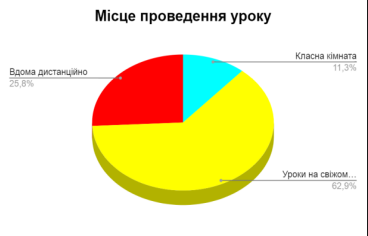 Місце проведення уроку
Класна кімната
11,3%
Вдома дистанційно
25,8%
Уроки на свіжом…
62,9%